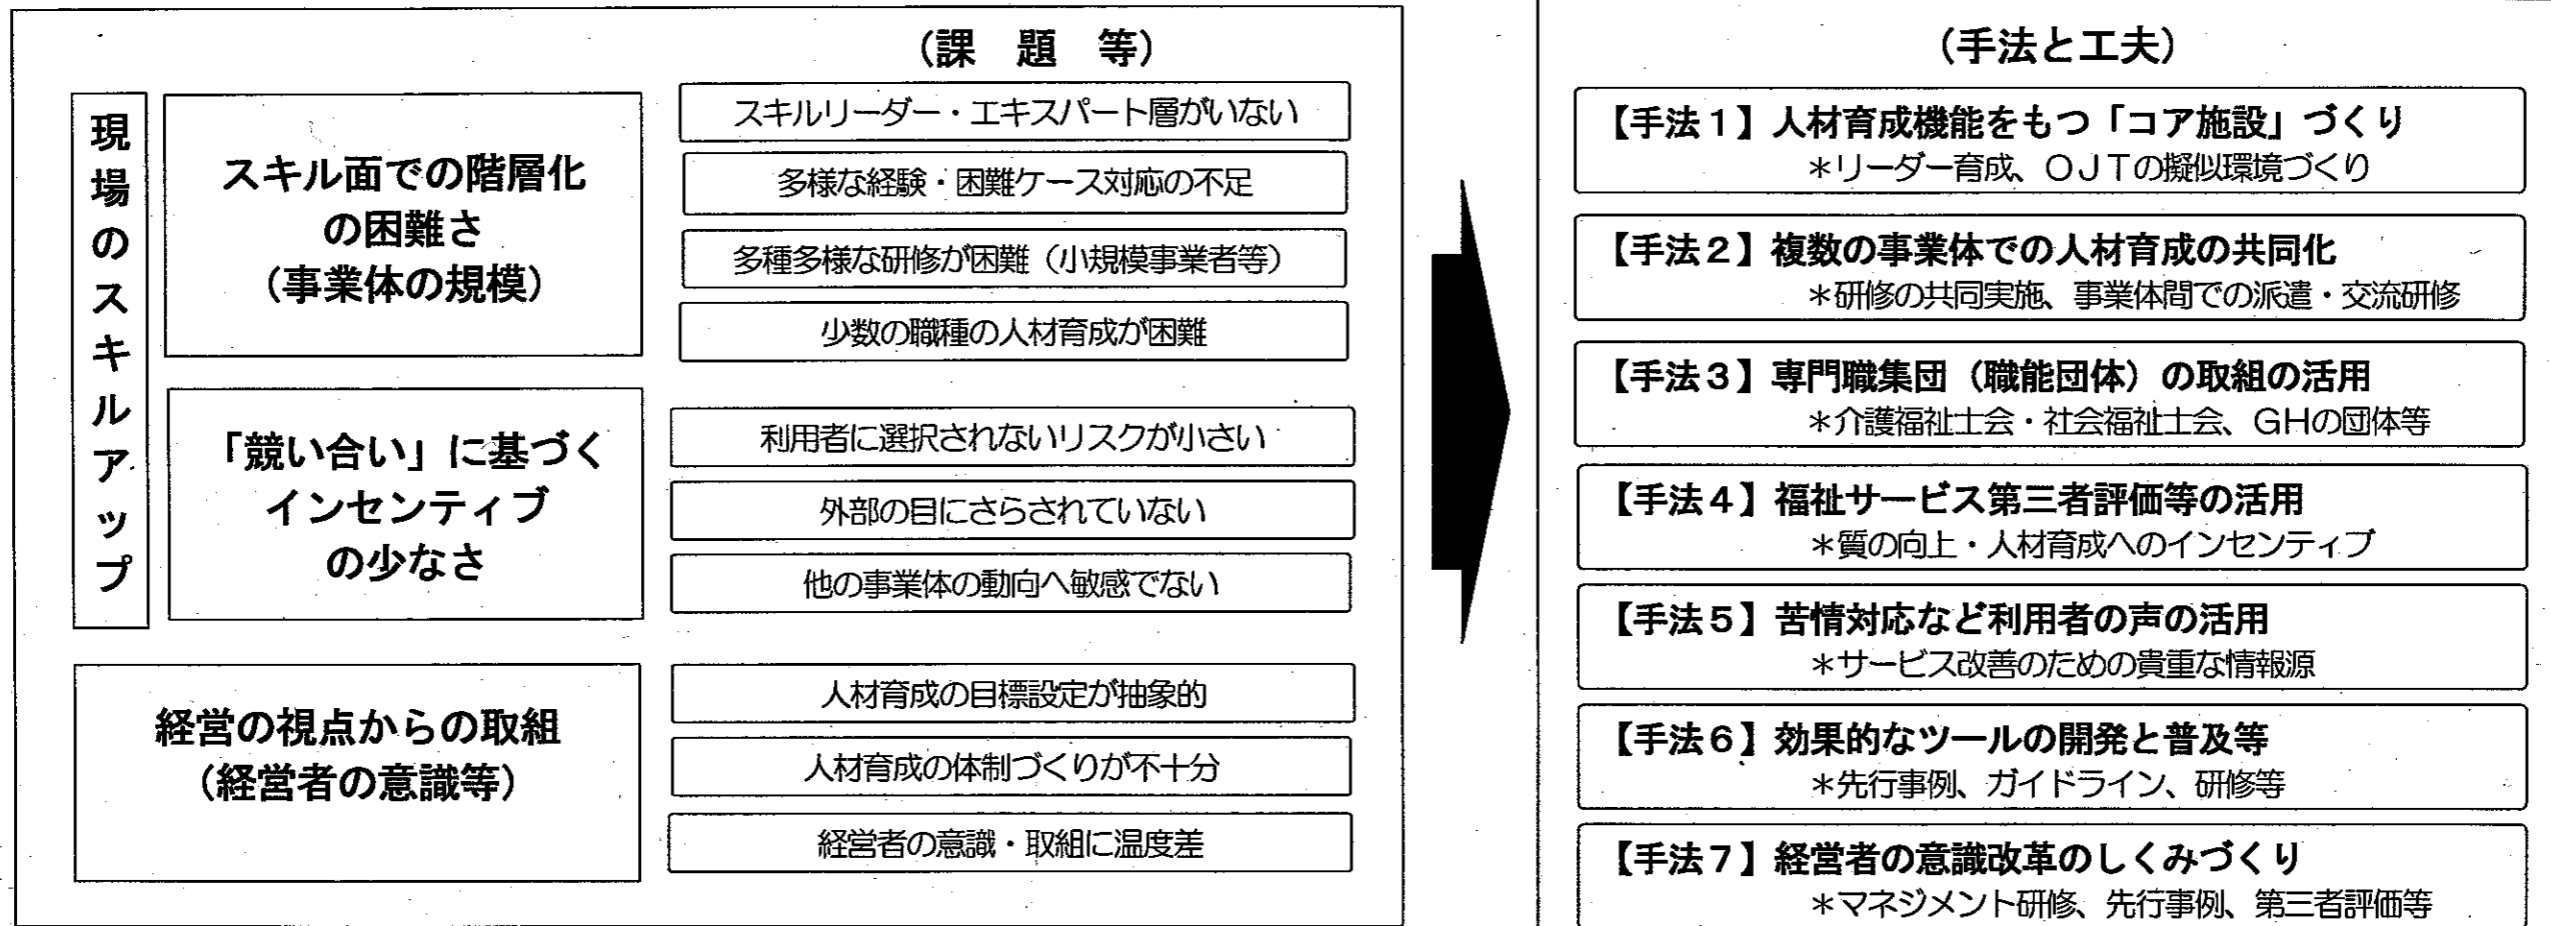 (課 題 等)
現場のスキルアップ
スキル面での階層化
の困難さ
(事業体の規模)
スキルリーダー・エキスパート層がいない
多様な経験・困難ケース対応の不足
多種多様な研修が困難(小規模事業者等)
少数の職種の人材育成が困難
「競い合い」に基づく
インセンティブ
の少なさ
利用者に選択されないリスクが小さい
外部の目にさらされていない
他の事業体の動向へ敏感でない
経営の視点からの取組
(経営者の意識等)
人材育成の目標設定が抽象的
人材育成の体制づくりが不十分
経営者の意識・取組に温度差
(手法と工夫)
【手法1】人材育成機能をもつ「コア施設」づくり
*リーダー育成、OJTの擬似環境づくり
【手法2】複数の事業体での人材育成の共同化
*研修の共同実施、事業体間での派遣・交流研修
【手法3】専門職集団(職能団体)の取組の活用
*介護福祉士会・社会福祉士会、GHの団体等
【手法4】福祉サービス第三者評価等の活用
*質の向上・人材育成へのインセンティブ
【手法5】苦情対応など利用者の声の活用
*サービス改善のための貴重な情報源
【手法6】効果的なツールの開発と普及等
*先行事例、ガイドライン、研修等
【手法7】経営者の意識改革のしくみづくり
*マネジメント研修、先行事例、第三者評価等